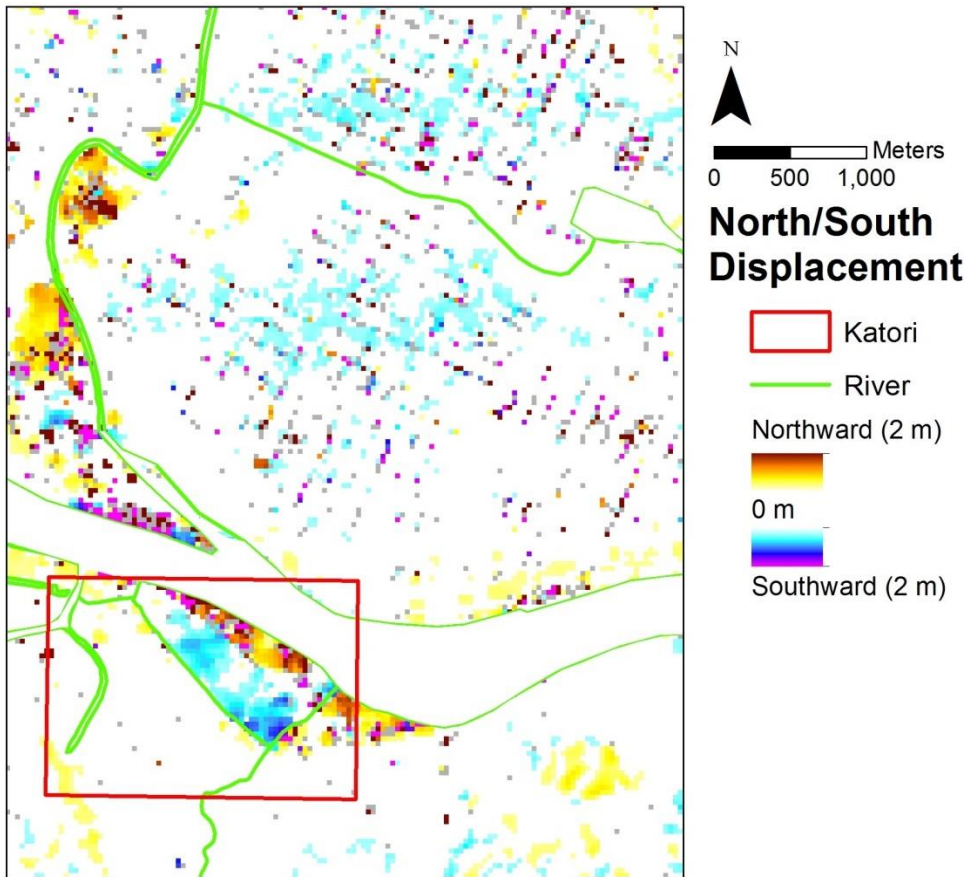 N
Meters
0 500 1,000
North/South
Displacement
Katori
River
Northward (2 m)
0 m
Southward (2 m)